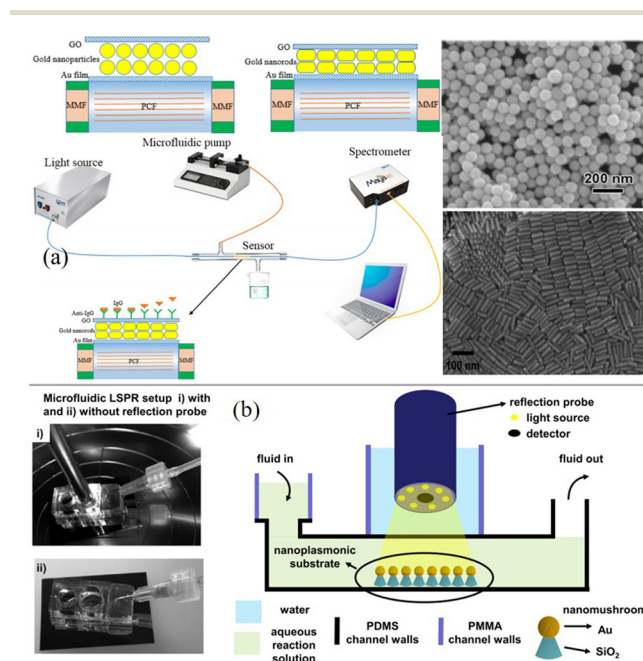 GO
Gold nanoparticles
Au film
MMF
PCF
MMF
GO
Gold nanorods
Au film
MMF
PCF
MMF
200 nm
Microfluidic pump
Light source
Spectrometer
(a)
Sensor
IgG
Anti-IgG
GO
Gold nanorods
Au film
MMF
PCF
MMF
100 nm
Microfluidic LSPR setup i) with
and ii) without reflection probe
i)
ii)
(b)
reflection probe
light source
detector
fluid in
fluid out
nanoplasmonic
substrate
water
aqueous
reaction
solution
PDMS
channel walls
PMMA
channel walls
nanomushroom
Au
SiO₂